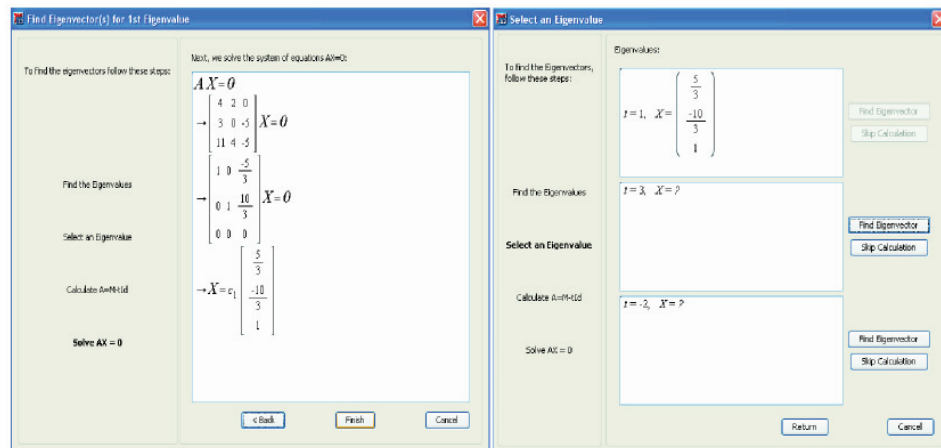 Find Eigenvector(s) for 1st Eigenvalue
To find the eigenvectors follow these steps:
Find the Eigenvalues
Select an Eigenvalue
Calculate A=M-tId
Solve AX = 0
Next, we solve the system of equations AX=0:
AX=0
→ [4 2 0
3 0 -5
11 4 -5] X=0
→ [1 0 -5/3
0 1 10/3
0 0 0] X=0
→ X=c₁ [5/3
-10/3
1]
< Back Finish Cancel
Select an Eigenvalue
To find the Eigenvectors,
follow these steps:
Find the Eigenvalues
Select an Eigenvalue
Calculate A=M-tId
Solve AX = 0
Eigenvalues:
t=1, X= (5/3
-10/3
1)
Find Eigenvector
Skip Calculation
t=3, X=?
Find Eigenvector
Skip Calculation
t=-2, X=?
Find Eigenvector
Skip Calculation
Return Cancel